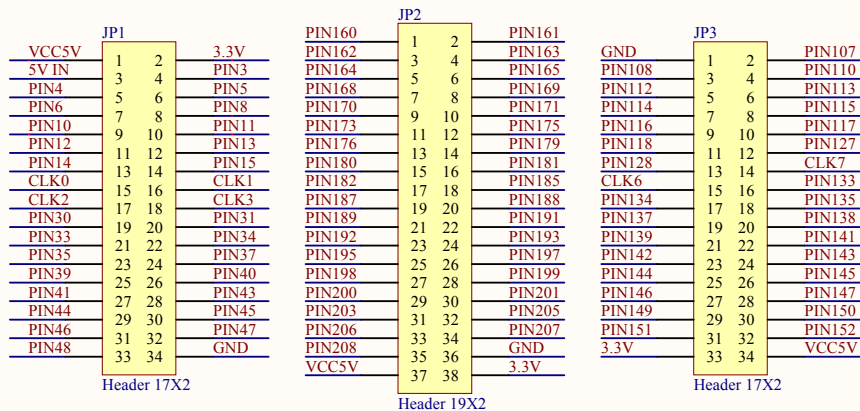 JP1
VCC5V 1 2 3.3V
5V IN 3 4 PIN3
PIN4 5 6 PIN5
PIN6 7 8 PIN8
PIN10 9 10 PIN11
PIN12 11 12 PIN13
PIN14 13 14 PIN15
CLK0 15 16 CLK1
CLK2 17 18 CLK3
PIN30 19 20 PIN31
PIN33 21 22 PIN34
PIN35 23 24 PIN37
PIN39 25 26 PIN40
PIN41 27 28 PIN43
PIN44 29 30 PIN45
PIN46 31 32 PIN47
PIN48 33 34 GND
Header 17X2
JP2
PIN160 1 2 PIN161
PIN162 3 4 PIN163
PIN164 5 6 PIN165
PIN168 7 8 PIN169
PIN170 9 10 PIN171
PIN173 11 12 PIN175
PIN176 13 14 PIN179
PIN180 15 16 PIN181
PIN182 17 18 PIN185
PIN187 19 20 PIN188
PIN189 21 22 PIN191
PIN192 23 24 PIN193
PIN195 25 26 PIN197
PIN198 27 28 PIN199
PIN200 29 30 PIN201
PIN203 31 32 PIN205
PIN206 33 34 PIN207
PIN208 35 36 GND
VCC5V 37 38 3.3V
Header 19X2
JP3
GND 1 2 PIN107
PIN108 3 4 PIN110
PIN112 5 6 PIN113
PIN114 7 8 PIN115
PIN116 9 10 PIN117
PIN118 11 12 PIN127
PIN128 13 14 CLK7
CLK6 15 16 PIN133
PIN134 17 18 PIN135
PIN137 19 20 PIN138
PIN139 21 22 PIN141
PIN142 23 24 PIN143
PIN144 25 26 PIN145
PIN146 27 28 PIN147
PIN149 29 30 PIN150
PIN151 31 32 PIN152
3.3V 33 34 VCC5V
Header 17X2